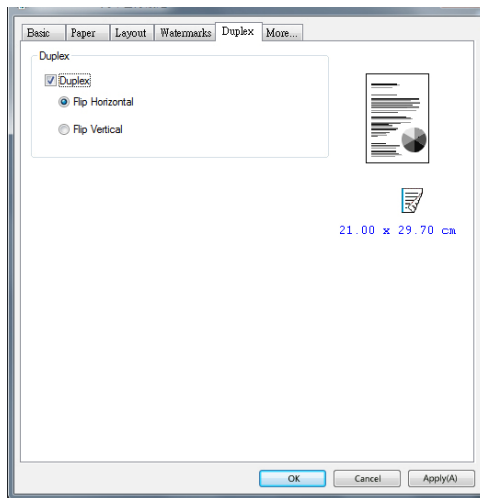 Basic Paper Layout Watermarks Duplex More...
Duplex
Duplex
Flip Horizontal
Flip Vertical
21.00 x 29.70 cm
OK Cancel Apply(A)